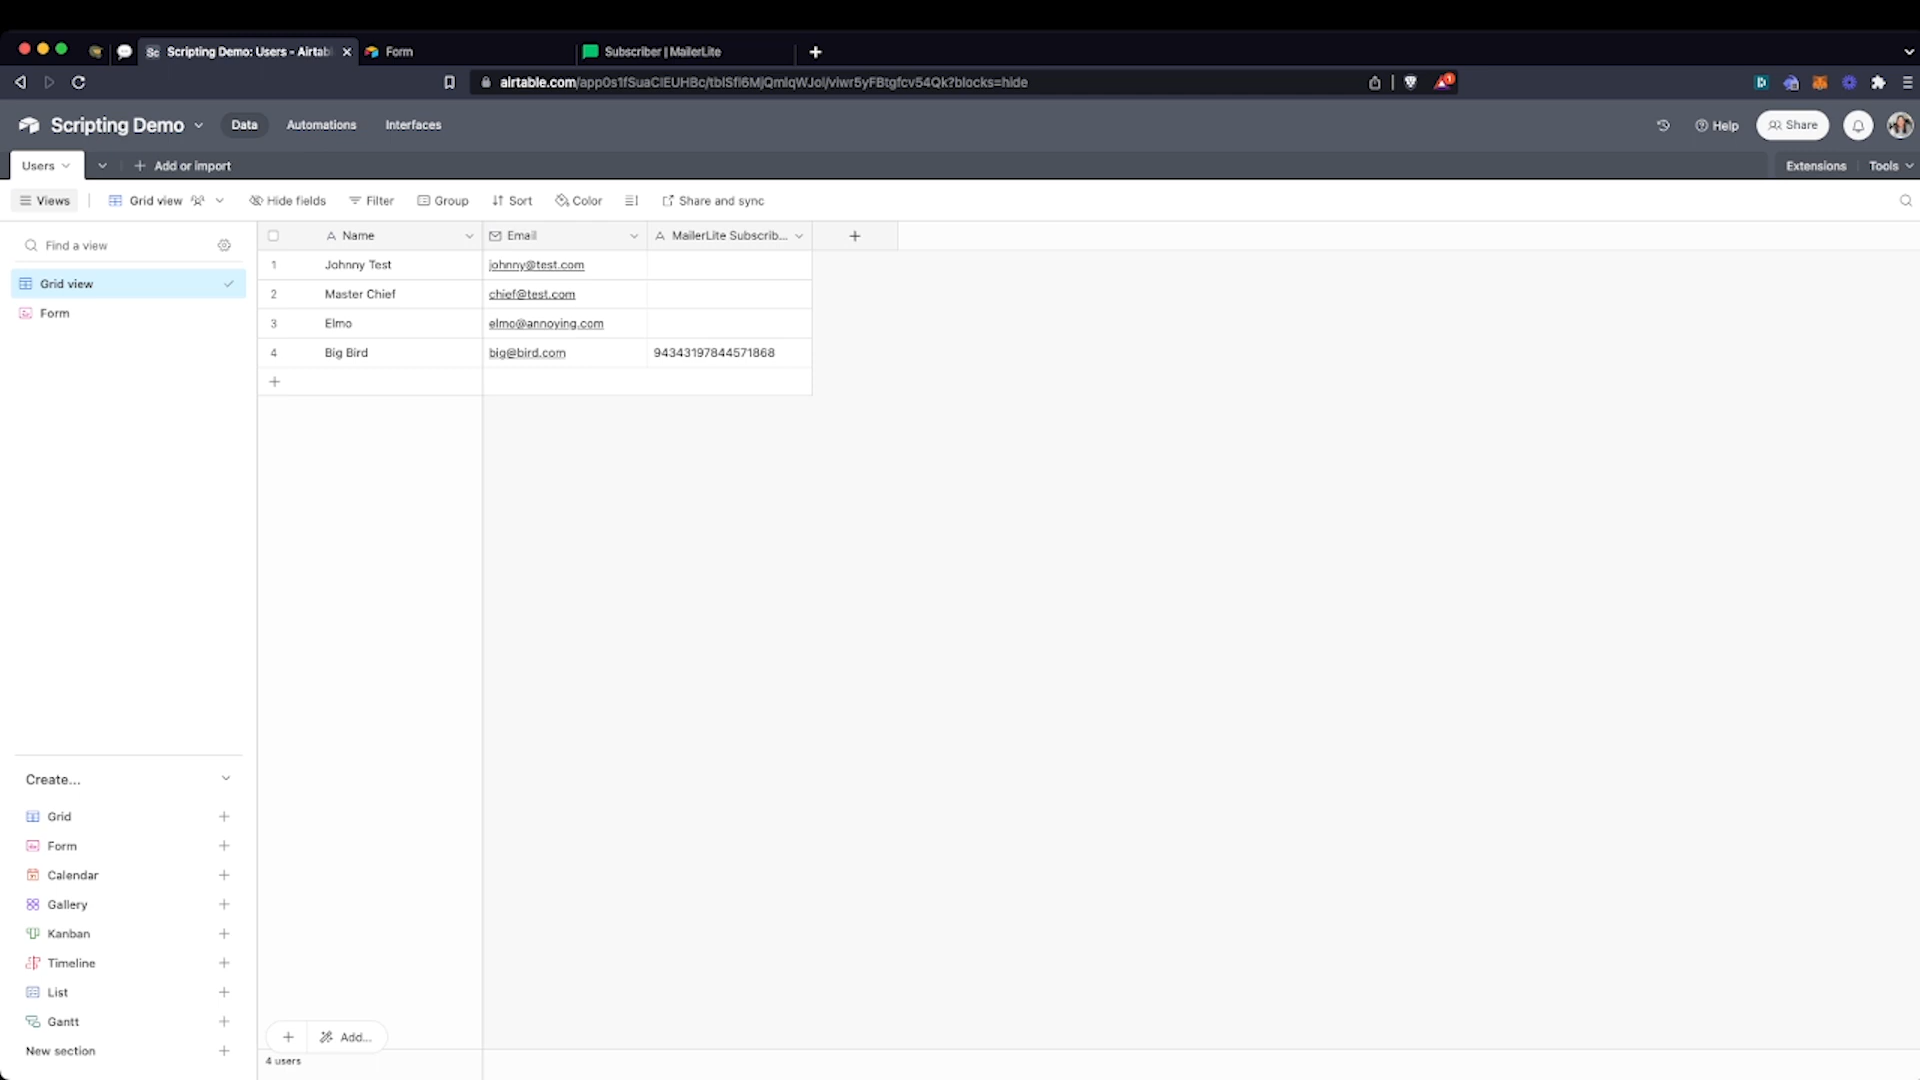 Sc Scripting Demo: Users - Airtab
Form
Subscriber | MailerLite
airtable.com/app0s1fSuaCIEUHBc/tblSfl6MjQmlqWJol/viwr5yFBtgfcv54Qk?blocks=hide
1
Scripting Demo
Data
Automations
Interfaces
Help
Share
Users
Add or import
Extensions
Tools
Views
Grid view
Hide fields
Filter
Group
Sort
Color
Share and sync
Find a view
Grid view
Form
A Name
Email
A MailerLite Subscrib...
1 Johnny Test johnny@test.com
2 Master Chief chief@test.com
3 Elmo elmo@annoying.com
4 Big Bird big@bird.com 94343197844571868
Create...
Grid
Form
Calendar
Gallery
Kanban
Timeline
List
Gantt
New section
Add...
4 users